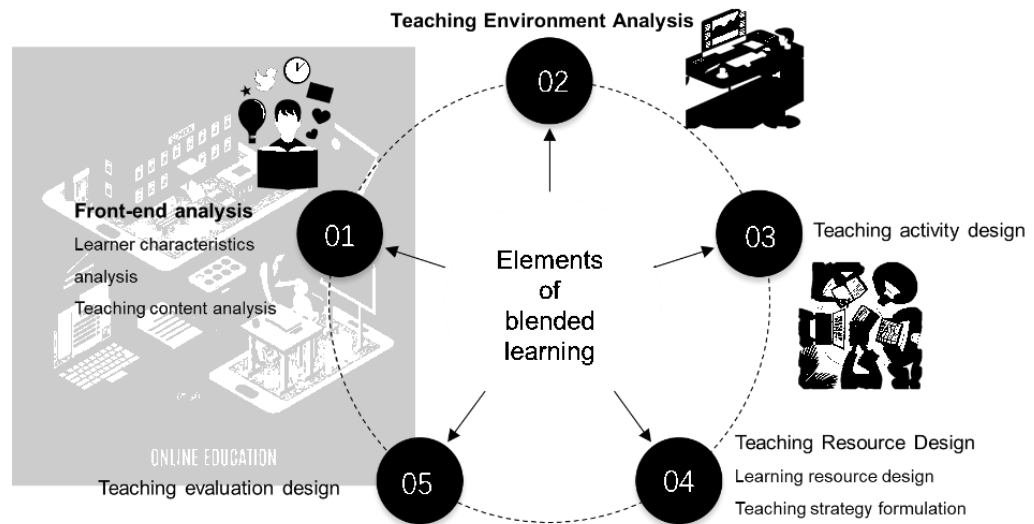 Teaching Environment Analysis
02
Front-end analysis
Learner characteristics
analysis
Teaching content analysis
01
03
Teaching activity design
Elements
of
blended
learning
ONLINE EDUCATION
Teaching evaluation design
05
04
Teaching Resource Design
Learning resource design
Teaching strategy formulation